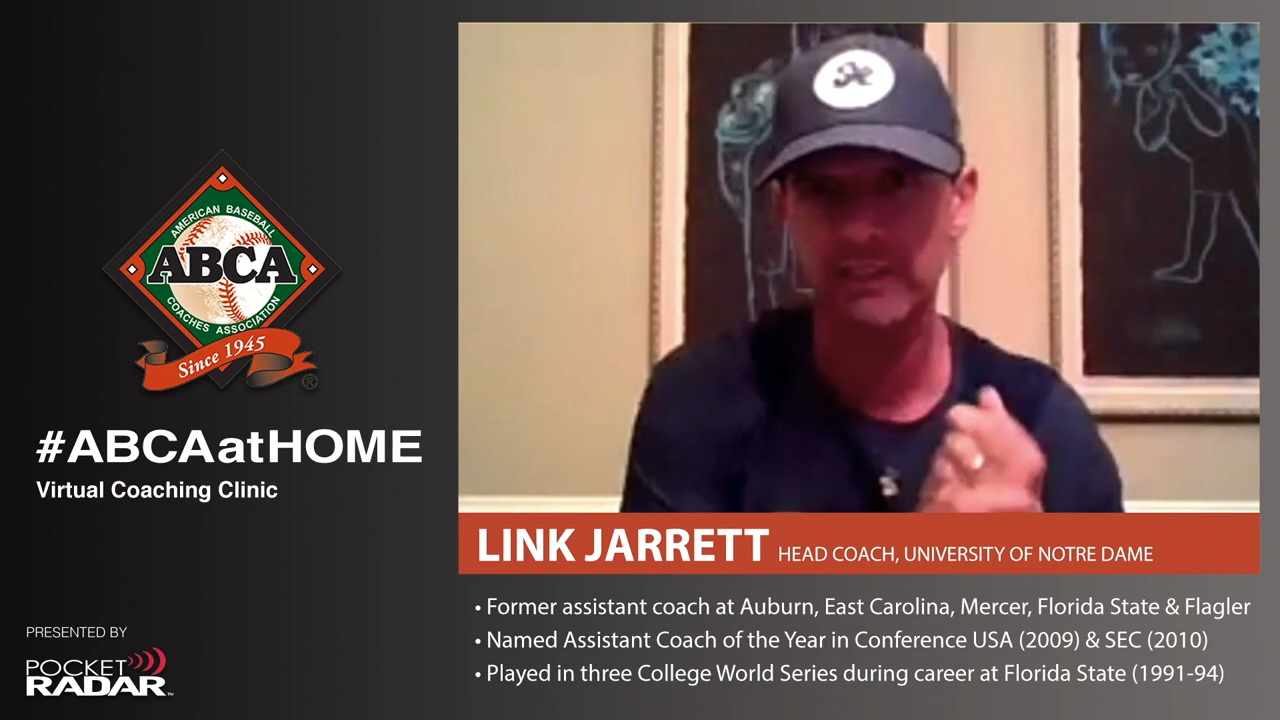 AMERICAN BASEBALL
ABCA
COACHES ASSOCIATION
Since 1945
®
#ABCAatHOME
Virtual Coaching Clinic
PRESENTED BY
POCKET
RADAR™
LINK JARRETT HEAD COACH, UNIVERSITY OF NOTRE DAME
• Former assistant coach at Auburn, East Carolina, Mercer, Florida State & Flagler
• Named Assistant Coach of the Year in Conference USA (2009) & SEC (2010)
• Played in three College World Series during career at Florida State (1991-94)